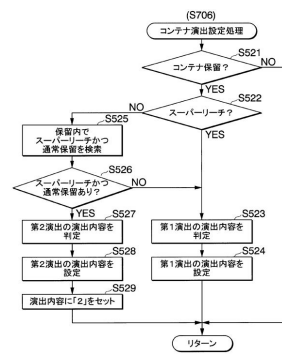 (S706)
コンテナ演出設定処理
S521
コンテナ保留?
NO
YES
S522
NO
スーパーリーチ?
YES
S525
保留内で
スーパーリーチかつ
通常保留を検索
S526
スーパーリーチかつ
通常保留あり?
NO
YES
S527
第2演出の演出内容を
判定
S523
第1演出の演出内容を
判定
S528
第2演出の演出内容を
設定
S524
第1演出の演出内容を
設定
S529
演出内容に「2」をセット
リターン